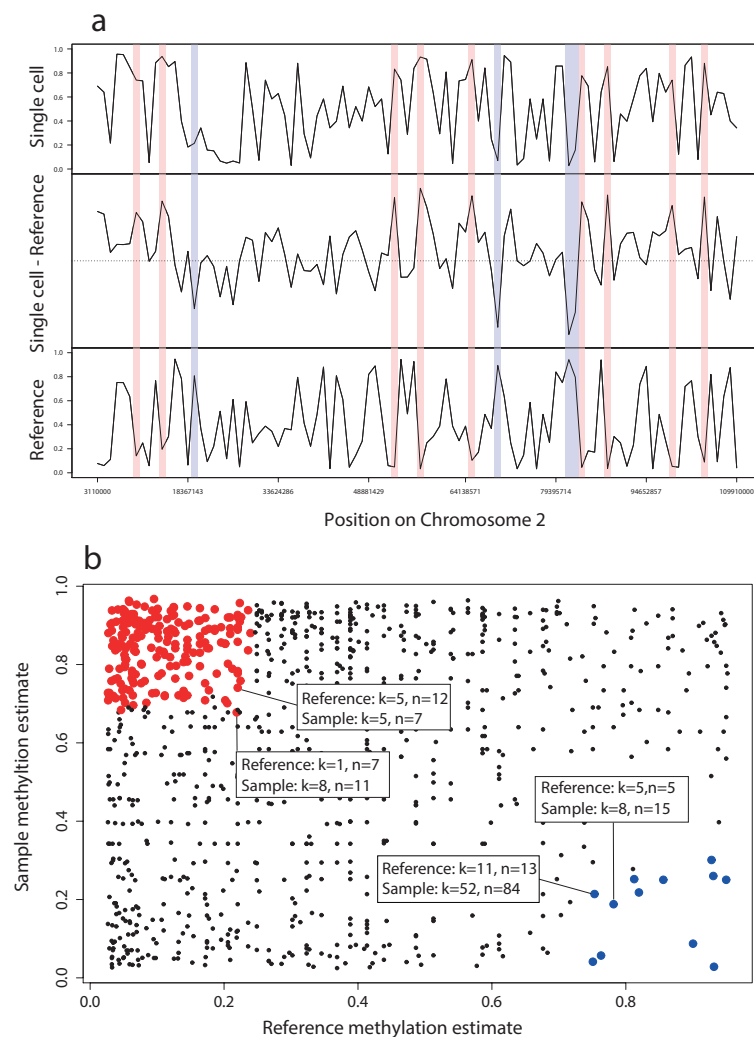 a
Single cell
1.0
0.8
0.6
0.4
0.2
0.0
Single cell - Reference
Reference
1.0
0.8
0.6
0.4
0.2
0.0
3110000 18367143 33624286 48881429 64138571 79395714 94652857 109910000
Position on Chromosome 2
b
Sample methyltion estimate
1.0
0.8
0.6
0.4
0.2
0.0
Reference: k=5, n=12
Sample: k=5, n=7
Reference: k=1, n=7
Sample: k=8, n=11
Reference: k=5,n=5
Sample: k=8, n=15
Reference: k=11, n=13
Sample: k=52, n=84
0.0 0.2 0.4 0.6 0.8
Reference methylation estimate